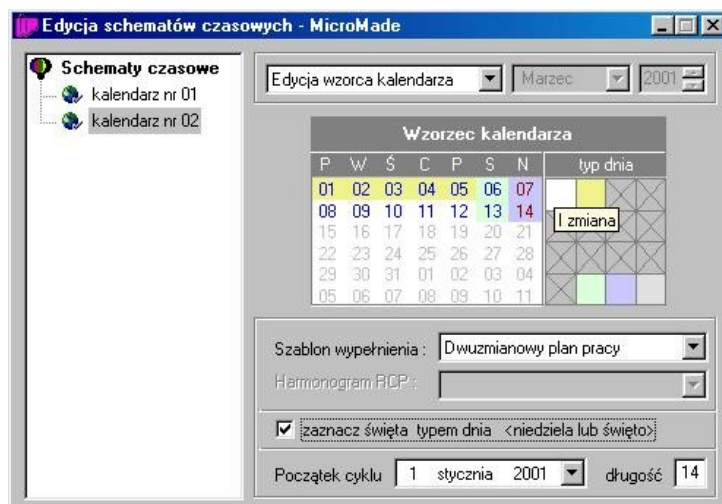 Edycja schematów czasowych - MicroMade
Schematy czasowe
kalendarz nr 01
kalendarz nr 02
Edycja wzorca kalendarza Marzec 2001
Wzorzec kalendarza
P W Ś C P S N typ dnia
01 02 03 04 05 06 07
08 09 10 11 12 13 14
I zmiana
15 16 17 18 19 20 21
22 23 24 25 26 27 28
29 30 31 01 02 03 04
05 06 07 08 09 10 11
Szablon wypełnienia : Dwuzmianowy plan pracy
Harmonogram RCP :
zaznacz święta typem dnia <niedziela lub święto>
Początek cyklu 1 stycznia 2001 długość 14